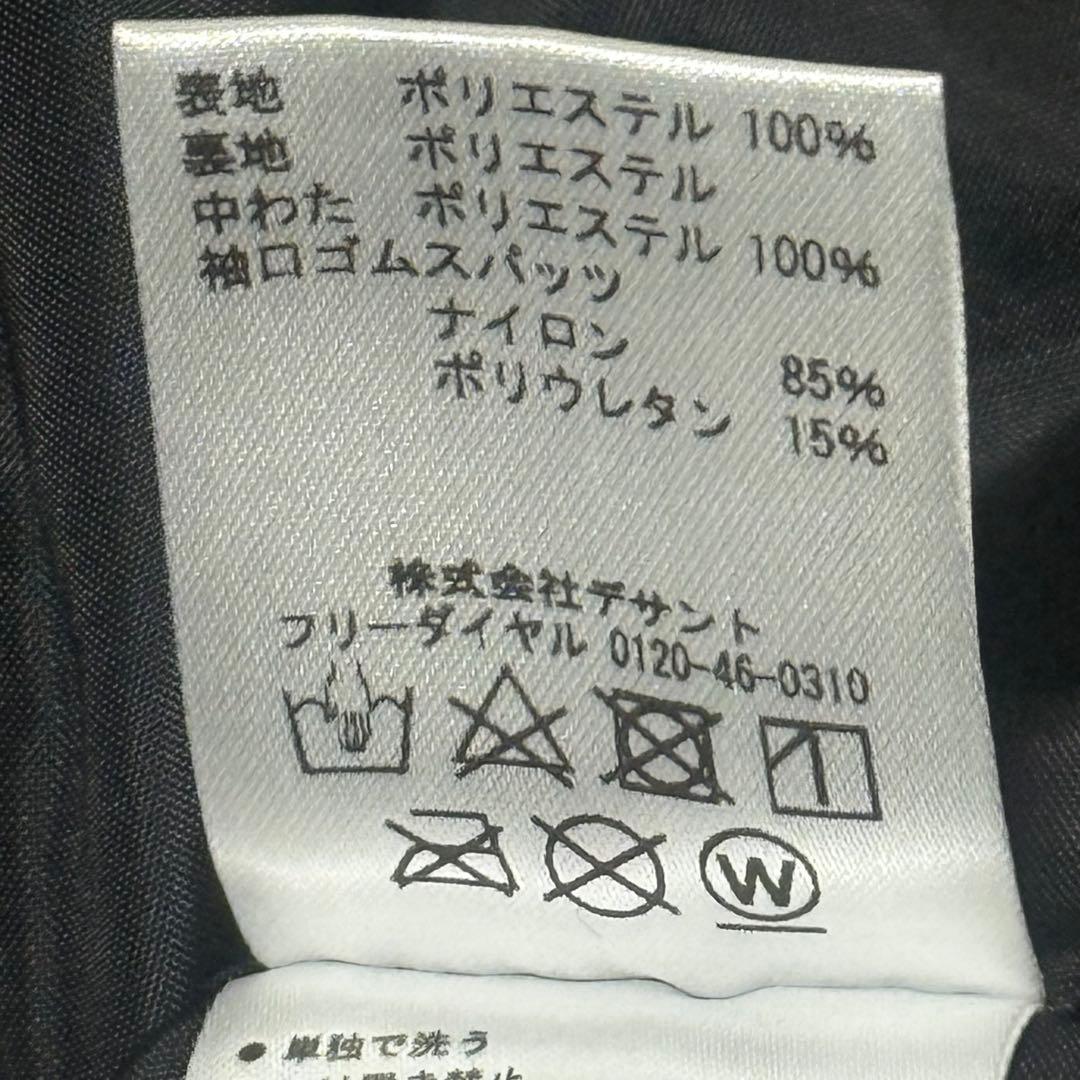 表地 ポリエステル 100%
裏地 ポリエステル
中わた ポリエステル 100%
袖口ゴムスパッツ
ナイロン 85%
ポリウレタン 15%
株式会社デサント
フリーダイヤル 0120-46-0310
W
● 単独で洗う